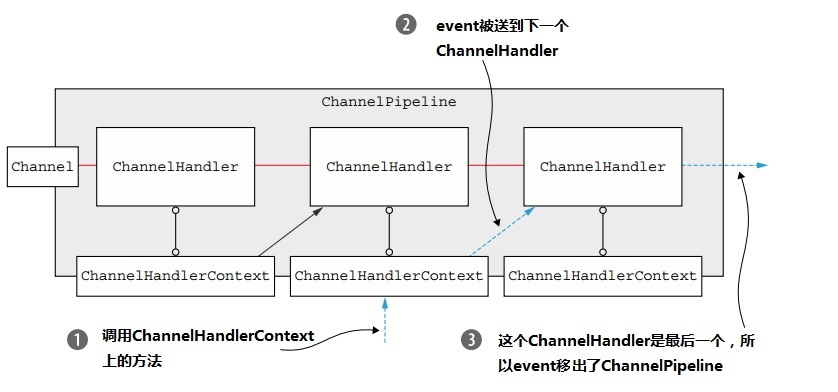 2 event被送到下一个
ChannelHandler
ChannelPipeline
Channel
ChannelHandler
ChannelHandler
ChannelHandler
ChannelHandlerContext
ChannelHandlerContext
ChannelHandlerContext
1 调用ChannelHandlerContext
上的方法
3 这个ChannelHandler是最后一个，所
以event移出了ChannelPipeline